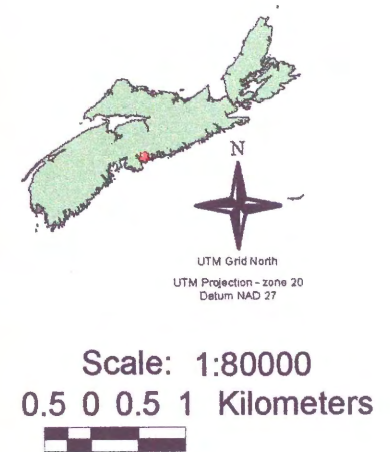 N
UTM Grid North
UTM Projection - zone 20
Datum NAD 27
Scale: 1:80000
0.5 0 0.5 1 Kilometers